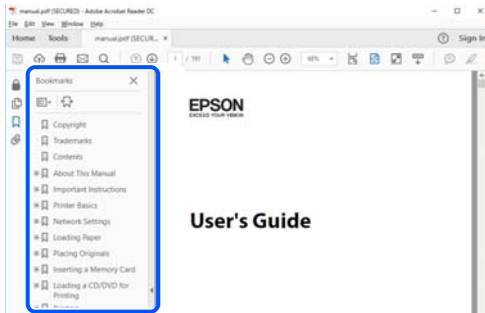 manual.pdf (SECURED) - Adobe Acrobat Reader DC
File Edit View Window Help
Home Tools manual.pdf (SECUR... ×
Sign In
Bookmarks
Copyright
Trademarks
Contents
About This Manual
Important Instructions
Printer Basics
Network Settings
Loading Paper
Placing Originals
Inserting a Memory Card
Loading a CD/DVD for
Printing
EPSON
EXCEED YOUR VISION
User's Guide